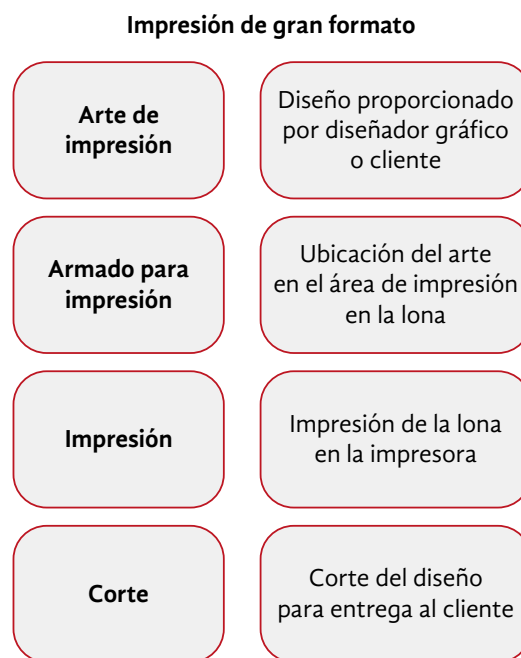 Impresión de gran formato
Arte de
impresión
Diseño proporcionado
por diseñador gráfico
o cliente
Armado para
impresión
Ubicación del arte
en el área de impresión
en la lona
Impresión
Impresión de la lona
en la impresora
Corte
Corte del diseño
para entrega al cliente